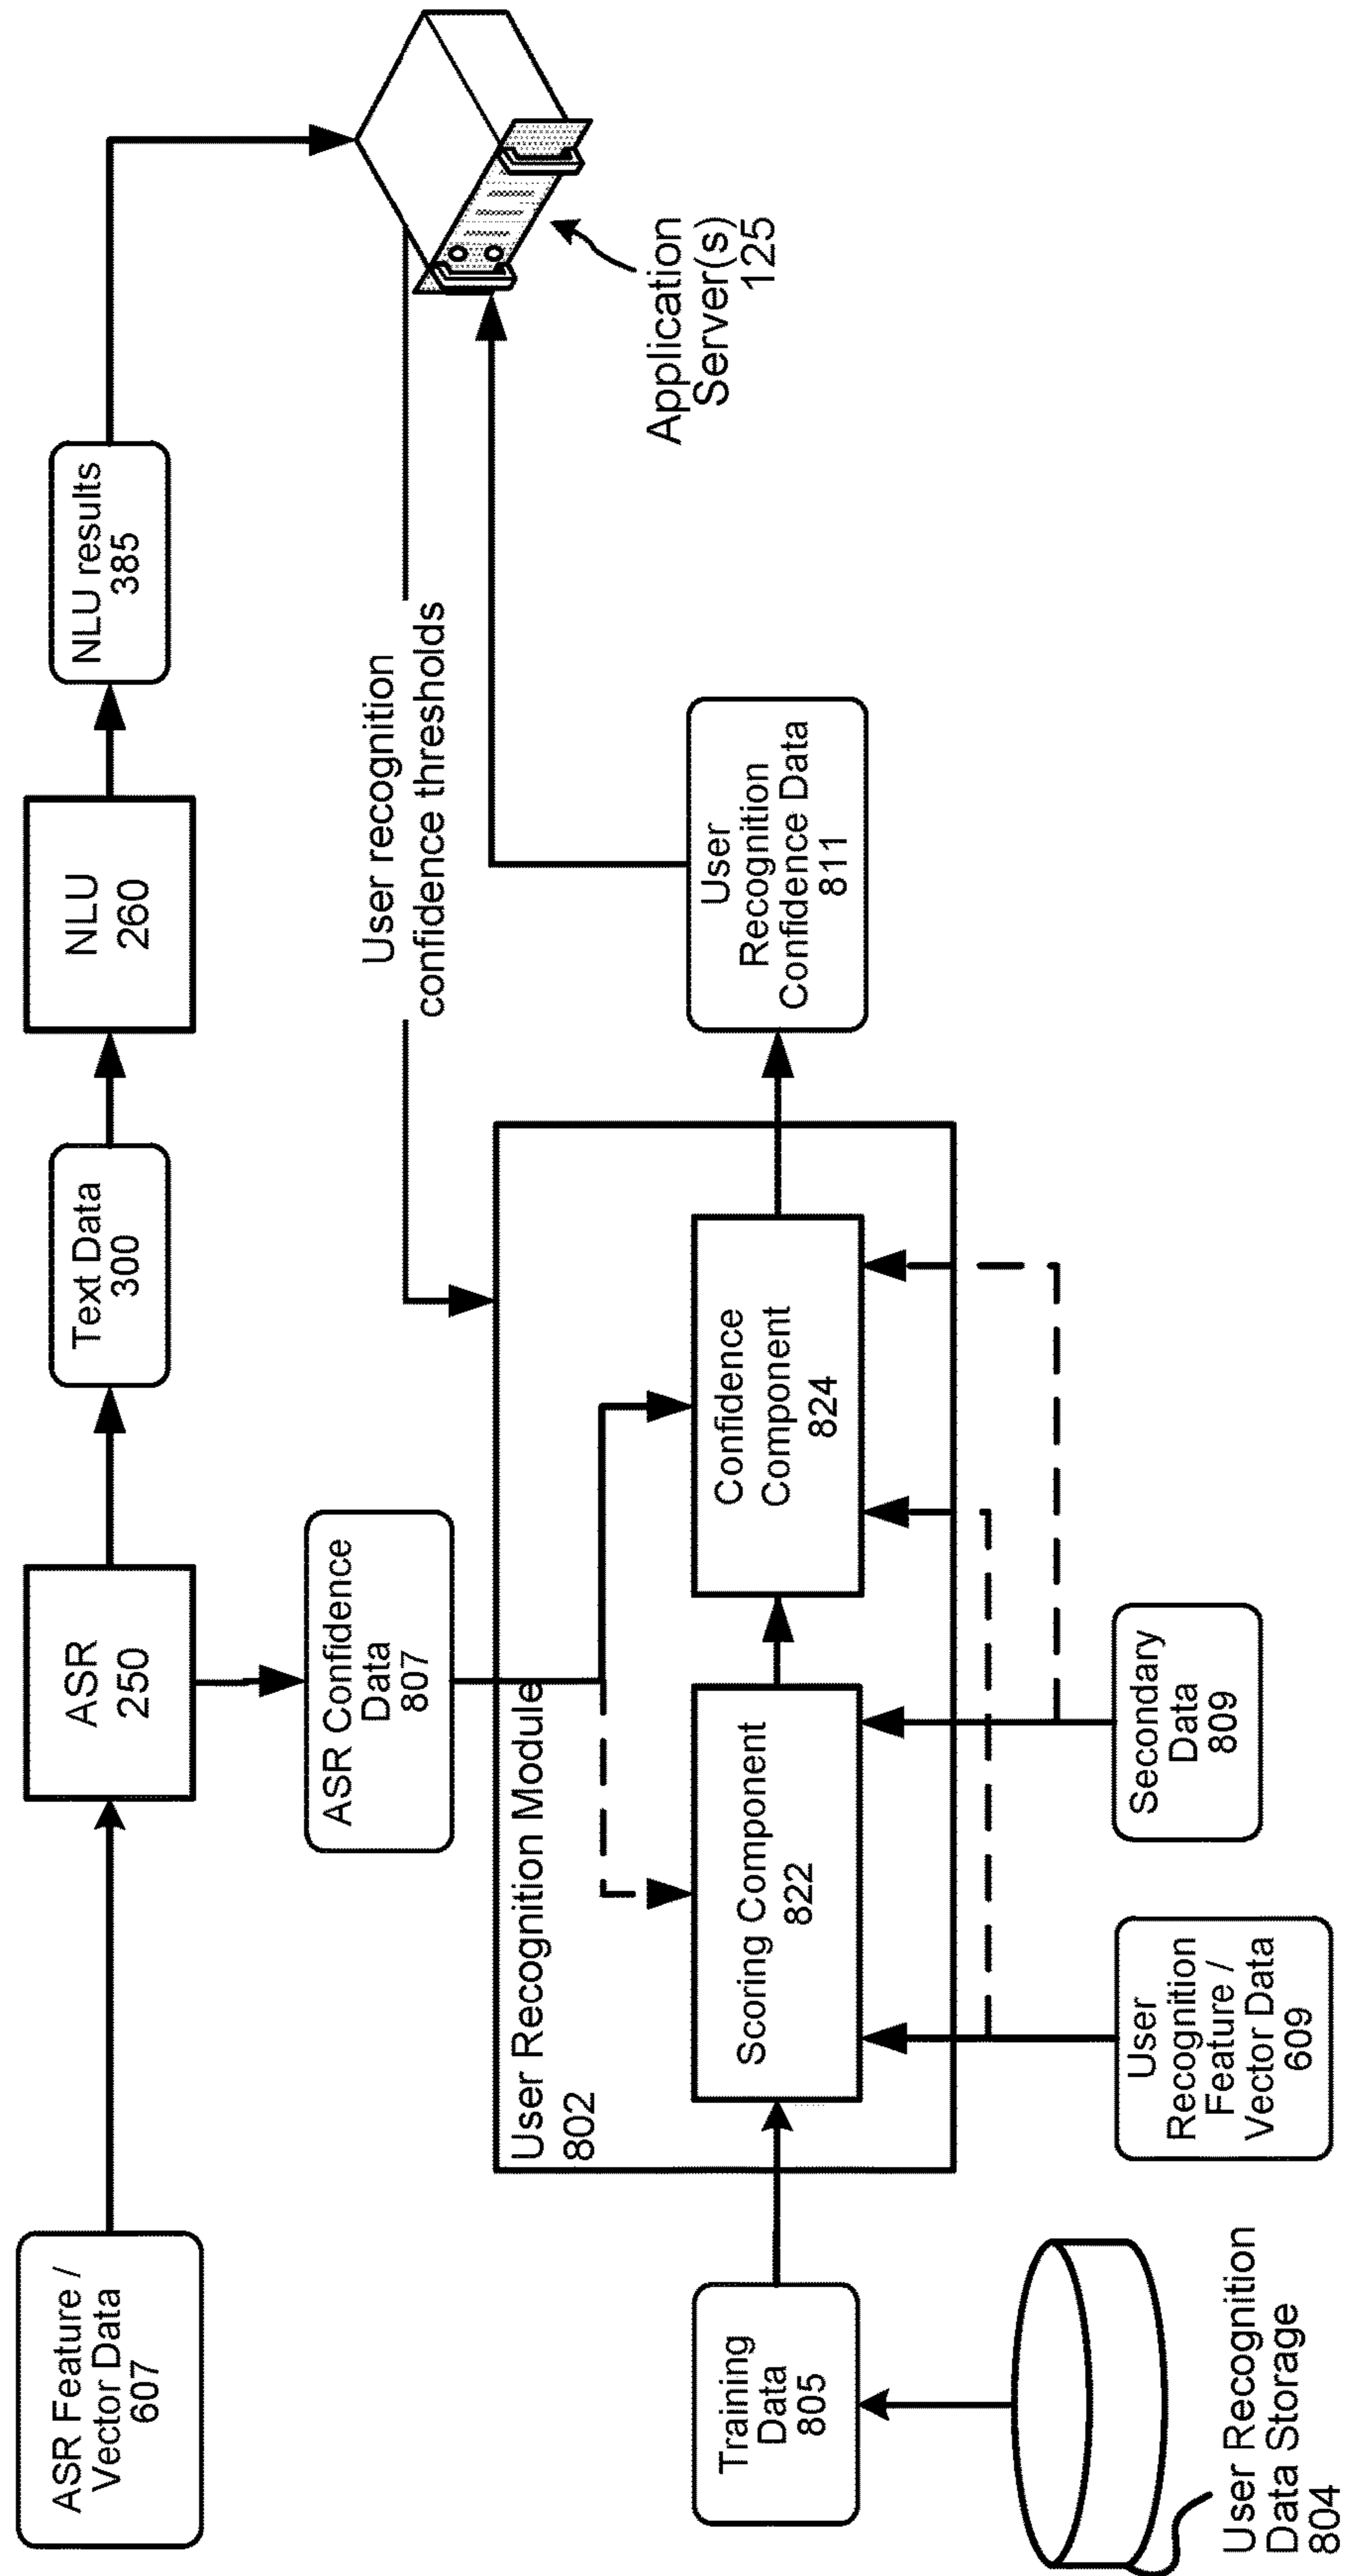 ASR Feature /
Vector Data
607
ASR
250
Text Data
300
NLU
260
NLU results
385
ASR Confidence
Data
807
User recognition
confidence thresholds
Application
Server(s)
125
User Recognition Module
802
Scoring Component
822
Confidence
Component
824
User
Recognition
Confidence Data
811
Training
Data
805
User Recognition
Data Storage
804
User
Recognition
Feature /
Vector Data
609
Secondary
Data
809